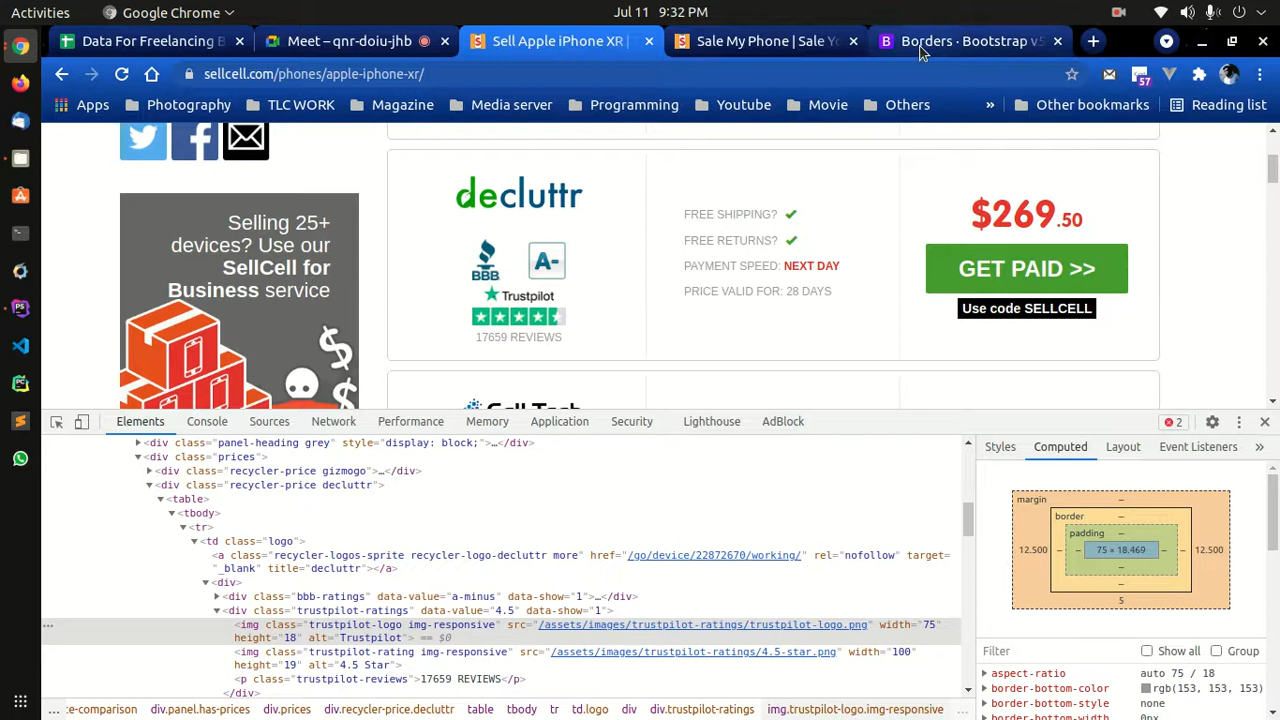 Activities Google Chrome Jul 11 9:32 PM
Data For Freelancing B Meet – qnr-doiu-jhb Sell Apple iPhone XR | Sale My Phone | Sale Yo Borders · Bootstrap v5
sellcell.com/phones/apple-iphone-xr/ 57
Apps Photography TLC WORK Magazine Media server Programming Youtube Movie Others » Other bookmarks Reading list
Selling 25+
devices? Use our
SellCell for
Business service
decluttr
BBB A-
Trustpilot
17659 REVIEWS
FREE SHIPPING?
FREE RETURNS?
PAYMENT SPEED: NEXT DAY
PRICE VALID FOR: 28 DAYS
$269.50
GET PAID >>
Use code SELLCELL
Elements Console Sources Network Performance Memory Application Security Lighthouse AdBlock 2
<div class="panel-heading grey" style="display: block;">…</div>
<div class="prices">
<div class="recycler-price gizmogo">…</div>
<div class="recycler-price decluttr">
<table>
<tbody>
<tr>
<td class="logo">
<a class="recycler-logos-sprite recycler-logo-decluttr more" href="/go/device/22872670/working/" rel="nofollow" target=
"_blank" title="decluttr"></a>
<div>
<div class="bbb-ratings" data-value="a-minus" data-show="1">…</div>
<div class="trustpilot-ratings" data-value="4.5" data-show="1">
<img class="trustpilot-logo img-responsive" src="/assets/images/trustpilot-ratings/trustpilot-logo.png" width="75"
height="18" alt="Trustpilot"> == $0
<img class="trustpilot-rating img-responsive" src="/assets/images/trustpilot-ratings/4.5-star.png" width="100"
height="19" alt="4.5 Star">
<p class="trustpilot-reviews">17659 REVIEWS</p>
</div>
… ce-comparison div.panel.has-prices div.prices div.recycler-price.decluttr table tbody tr td.logo div div.trustpilot-ratings img.trustpilot-logo.img-responsive …
Styles Computed Layout Event Listeners »
margin –
border –
padding –
12.500 – – 75 × 18.469 – – 12.500
–
–
5
Filter Show all Group
aspect-ratio auto 75 / 18
border-bottom-color rgb(153, 153, 153)
border-bottom-style none
border-bottom-width 0px